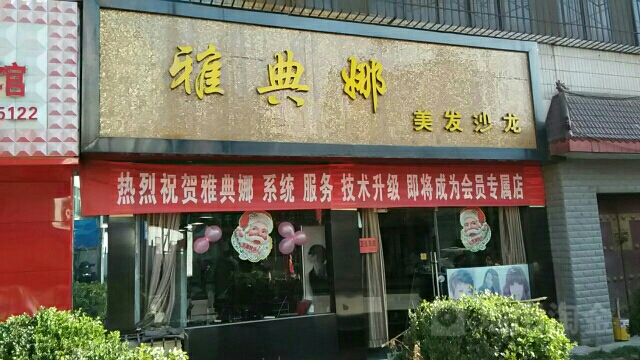 雅典娜
美发沙龙
馆
5122
热烈祝贺雅典娜 系统 服务 技术升级 即将成为会员专属店